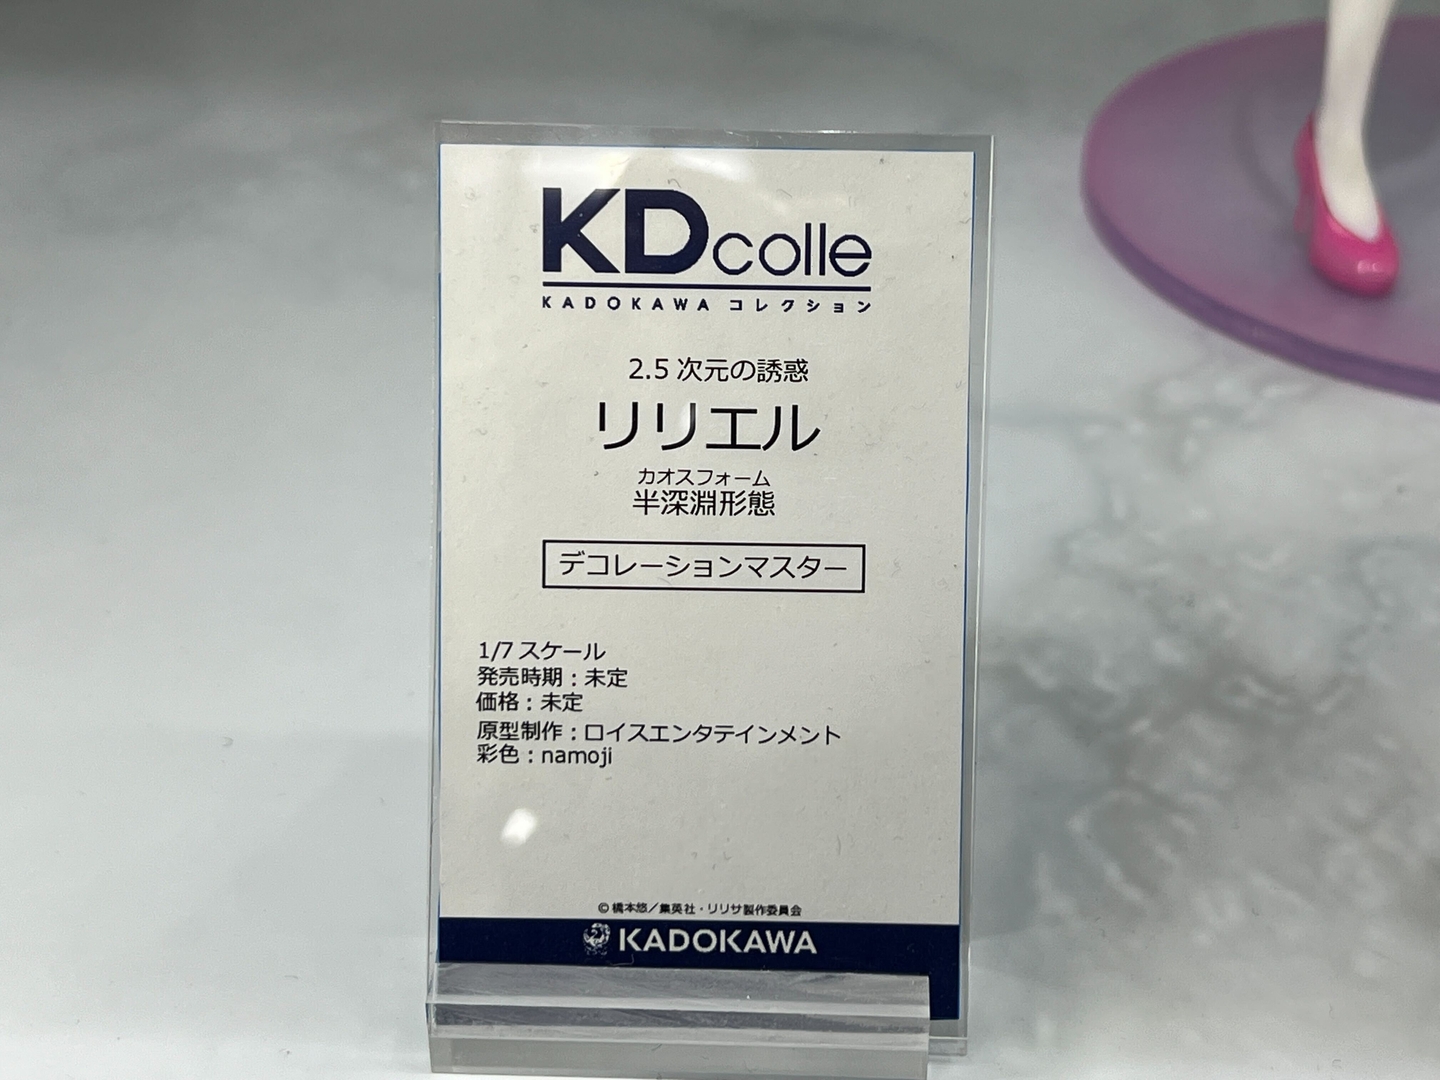 KDcolle
KADOKAWA コレクション
2.5 次元の誘惑
リリエル
カオスフォーム
半深淵形態
デコレーションマスター
1/7 スケール
発売時期：未定
価格：未定
原型制作：ロイスエンタテインメント
彩色：namoji
©橋本悠／集英社・リリサ製作委員会
KADOKAWA